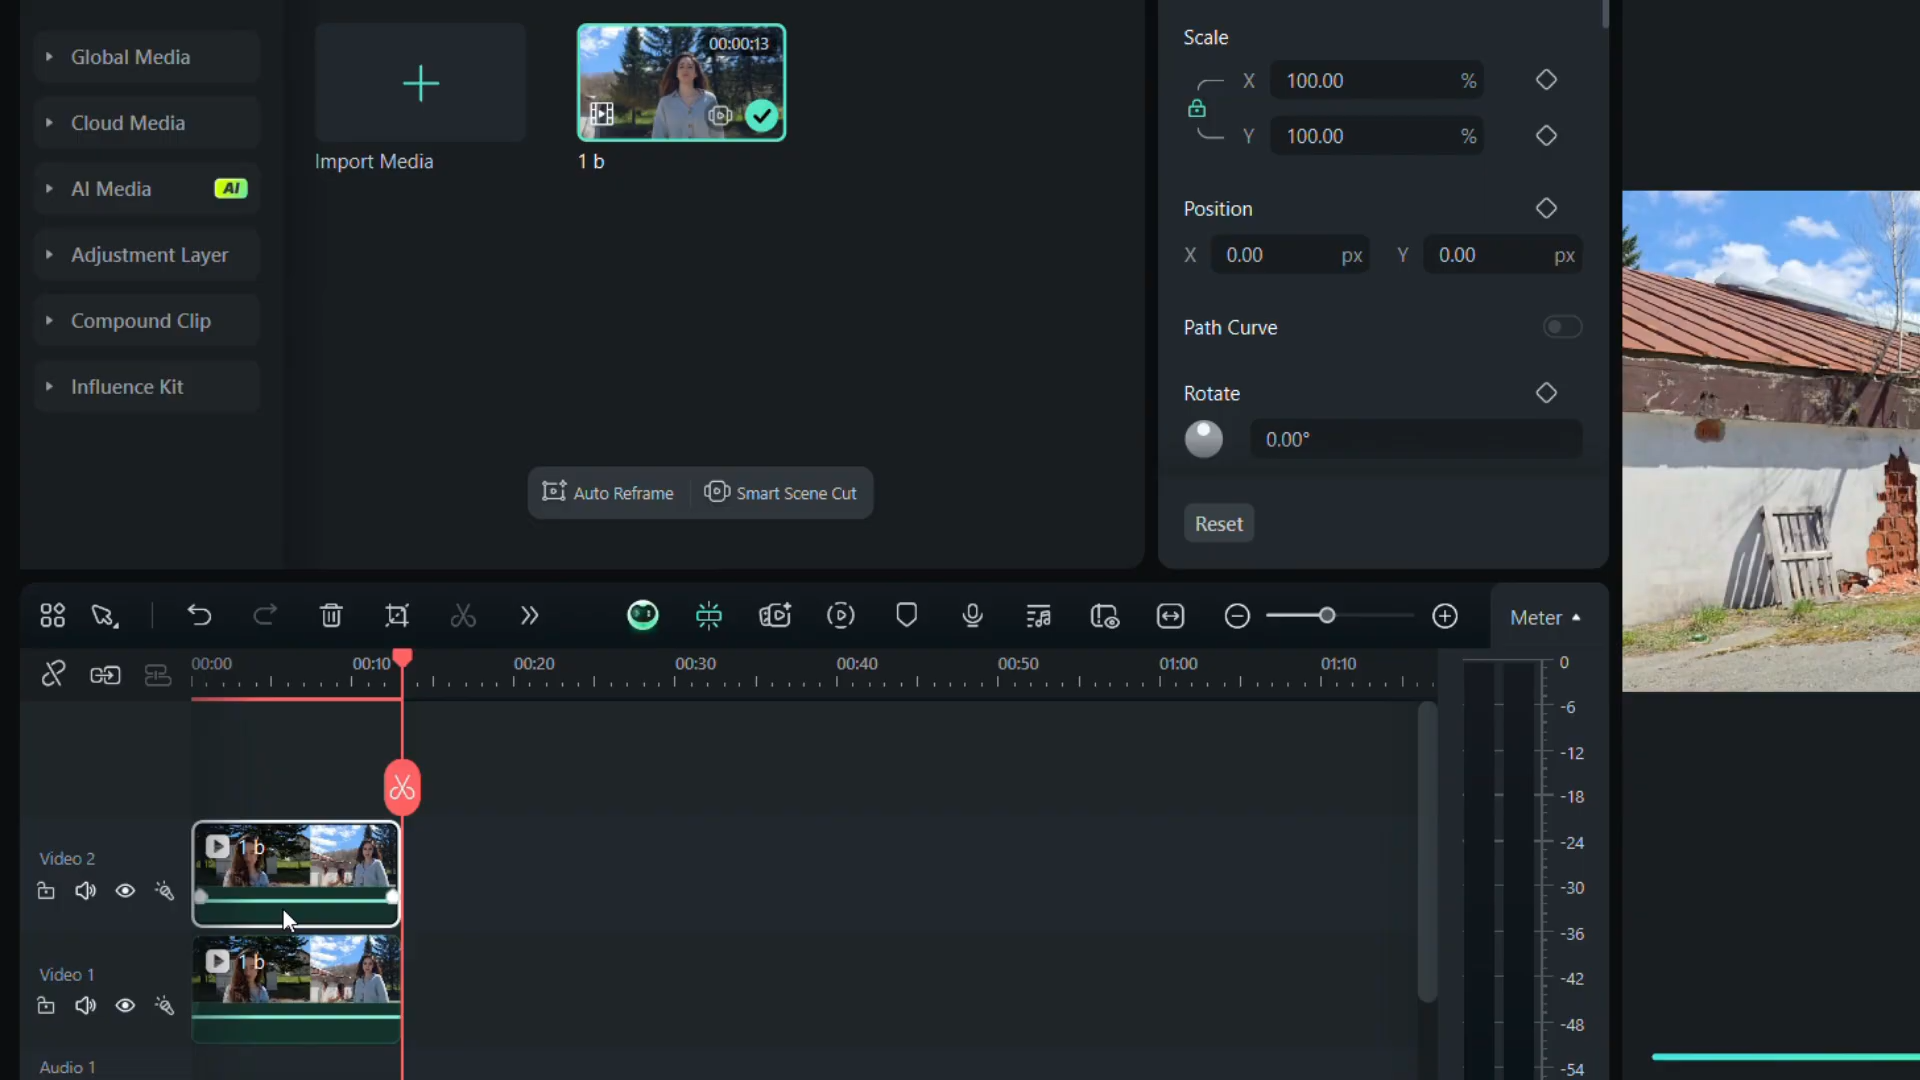 Global Media
Cloud Media
AI Media
AI
Adjustment Layer
Compound Clip
Influence Kit
Import Media
00:00:13
1 b
Scale
X 100.00 %
Y 100.00 %
Position
X 0.00 px Y 0.00 px
Path Curve
Rotate
0.00°
Auto Reframe
Smart Scene Cut
Reset
Meter
00:00 00:10 00:20 00:30 00:40 00:50 01:00 01:10
0
-6
-12
-18
-24
-30
-36
-42
-48
-54
Video 2
1 b
Video 1
1 b
Audio 1